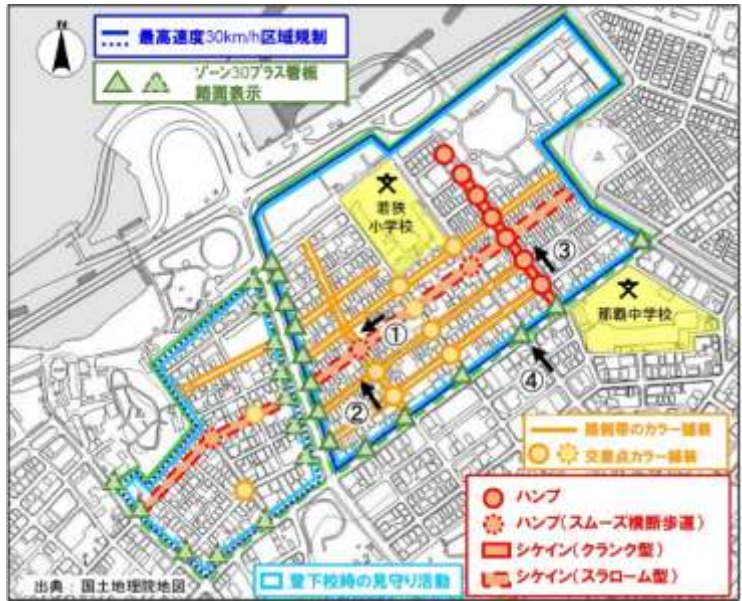 N
最高速度30km/h区域規制
ゾーン30プラス看板
路面表示
若狭
小学校
③
那覇中学校
①
②
④
路側帯のカラー舗装
交差点カラー舗装
ハンプ
ハンプ(スムーズ横断歩道)
シケイン(クランク型)
シケイン(スラローム型)
出典：国土地理院地図
登下校時の見守り活動